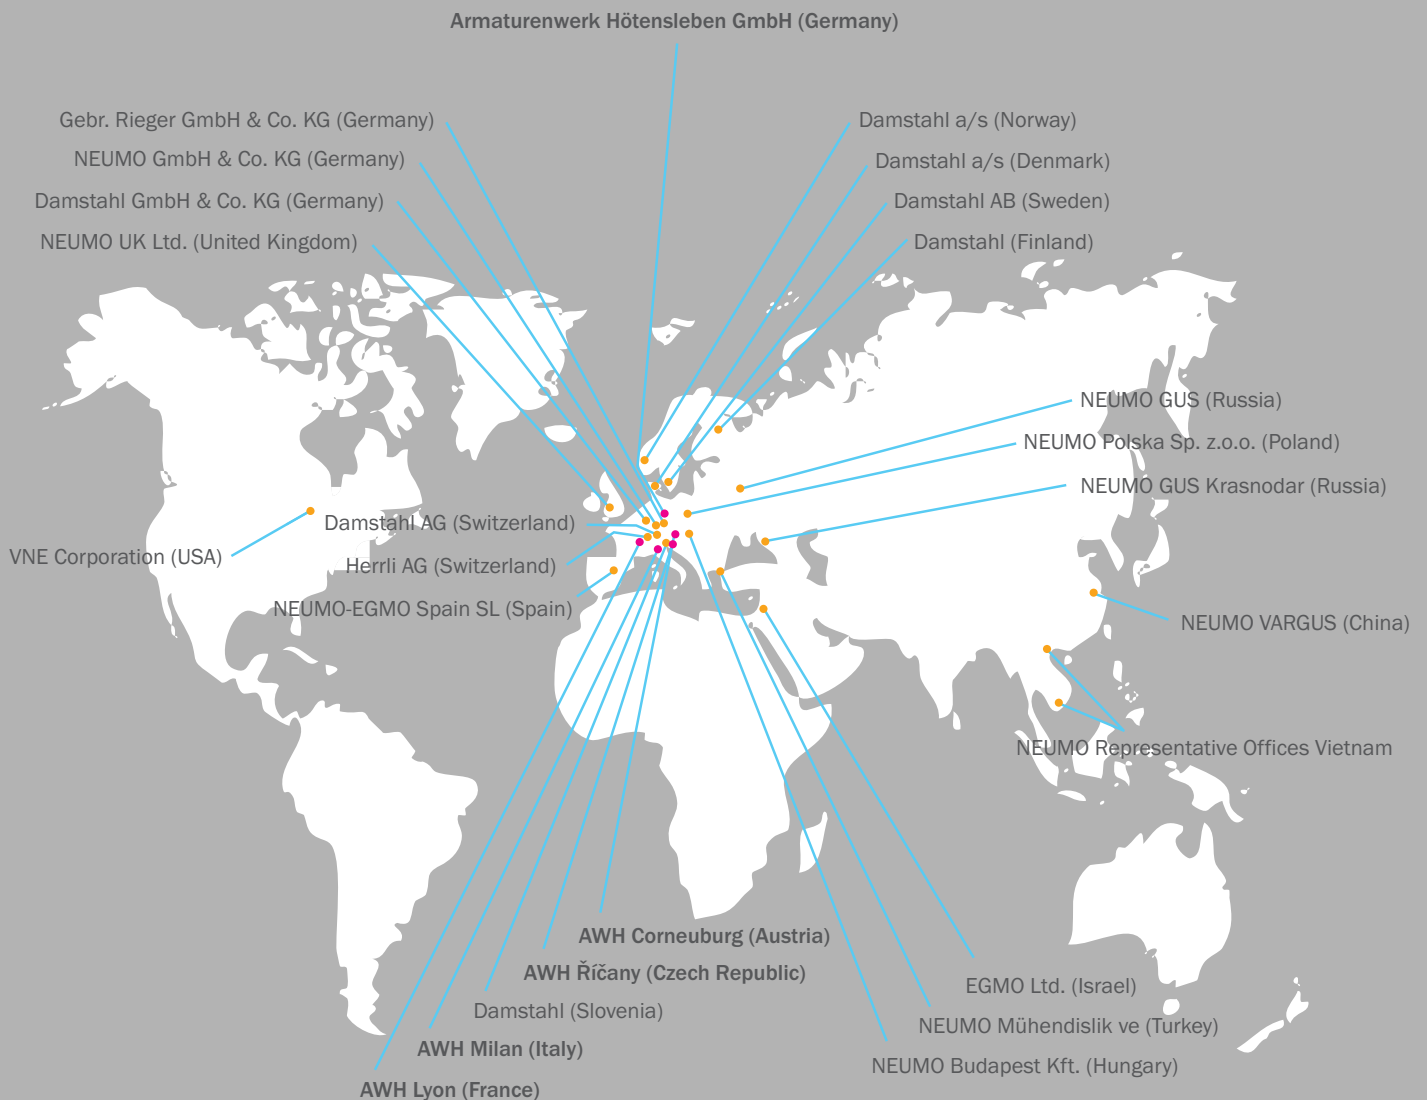 Armaturenwerk Hötensleben GmbH (Germany)
Gebr. Rieger GmbH & Co. KG (Germany)
NEUMO GmbH & Co. KG (Germany)
Damstahl GmbH & Co. KG (Germany)
NEUMO UK Ltd. (United Kingdom)
Damstahl a/s (Norway)
Damstahl a/s (Denmark)
Damstahl AB (Sweden)
Damstahl (Finland)
NEUMO GUS (Russia)
NEUMO Polska Sp. z.o.o. (Poland)
NEUMO GUS Krasnodar (Russia)
Damstahl AG (Switzerland)
VNE Corporation (USA)
Herrli AG (Switzerland)
NEUMO-EGMO Spain SL (Spain)
NEUMO VARGUS (China)
NEUMO Representative Offices Vietnam
AWH Corneuburg (Austria)
AWH Říčany (Czech Republic)
Damstahl (Slovenia)
AWH Milan (Italy)
AWH Lyon (France)
EGMO Ltd. (Israel)
NEUMO Mühendislik ve (Turkey)
NEUMO Budapest Kft. (Hungary)